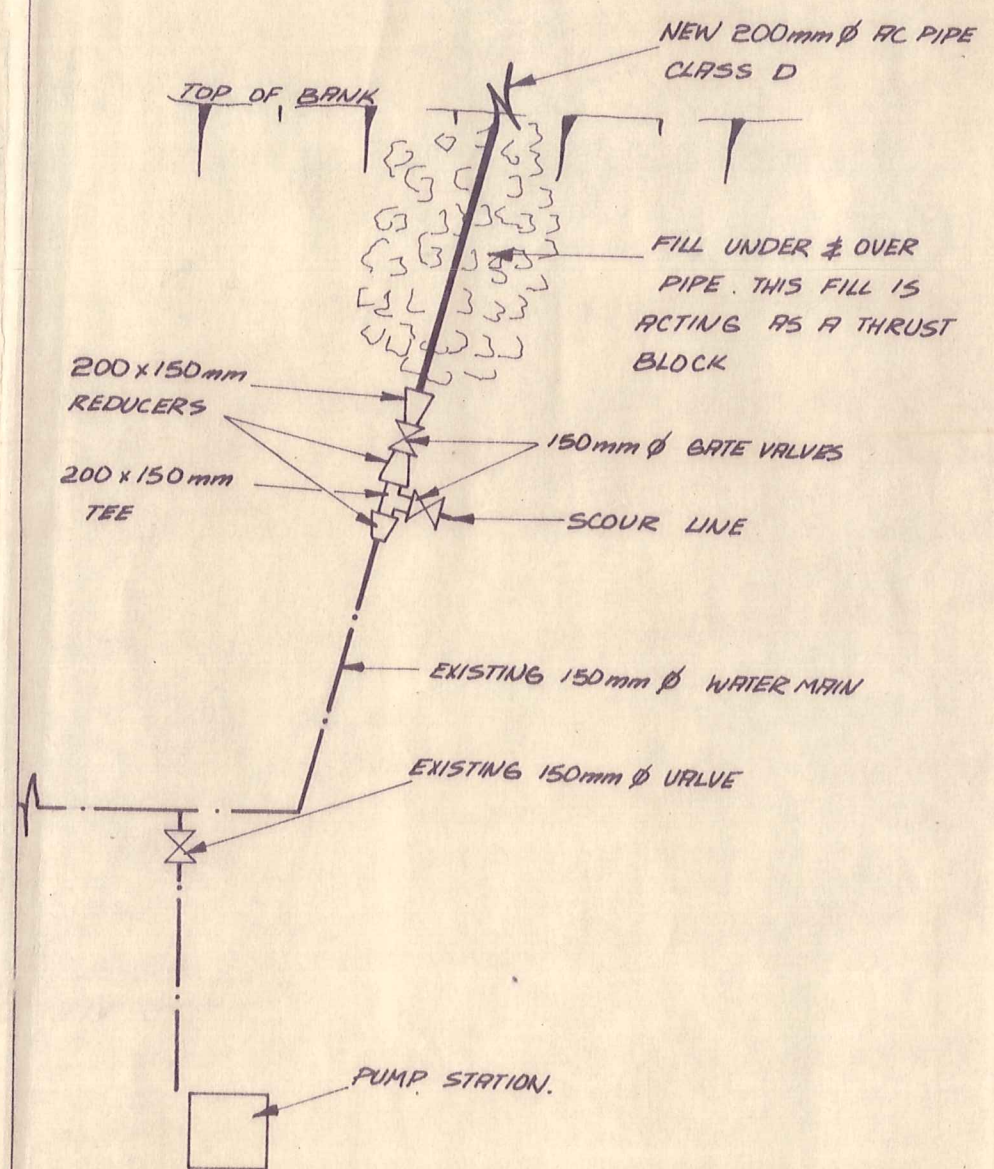 NEW 200mm Ø AC PIPE
CLASS D
TOP OF BANK
FILL UNDER & OVER
PIPE. THIS FILL IS
ACTING AS A THRUST
BLOCK
200 x 150mm
REDUCERS
150mm Ø GATE VALVES
200 x 150mm
TEE
SCOUR LINE
EXISTING 150mm Ø WATER MAIN
EXISTING 150mm Ø VALVE
PUMP STATION.